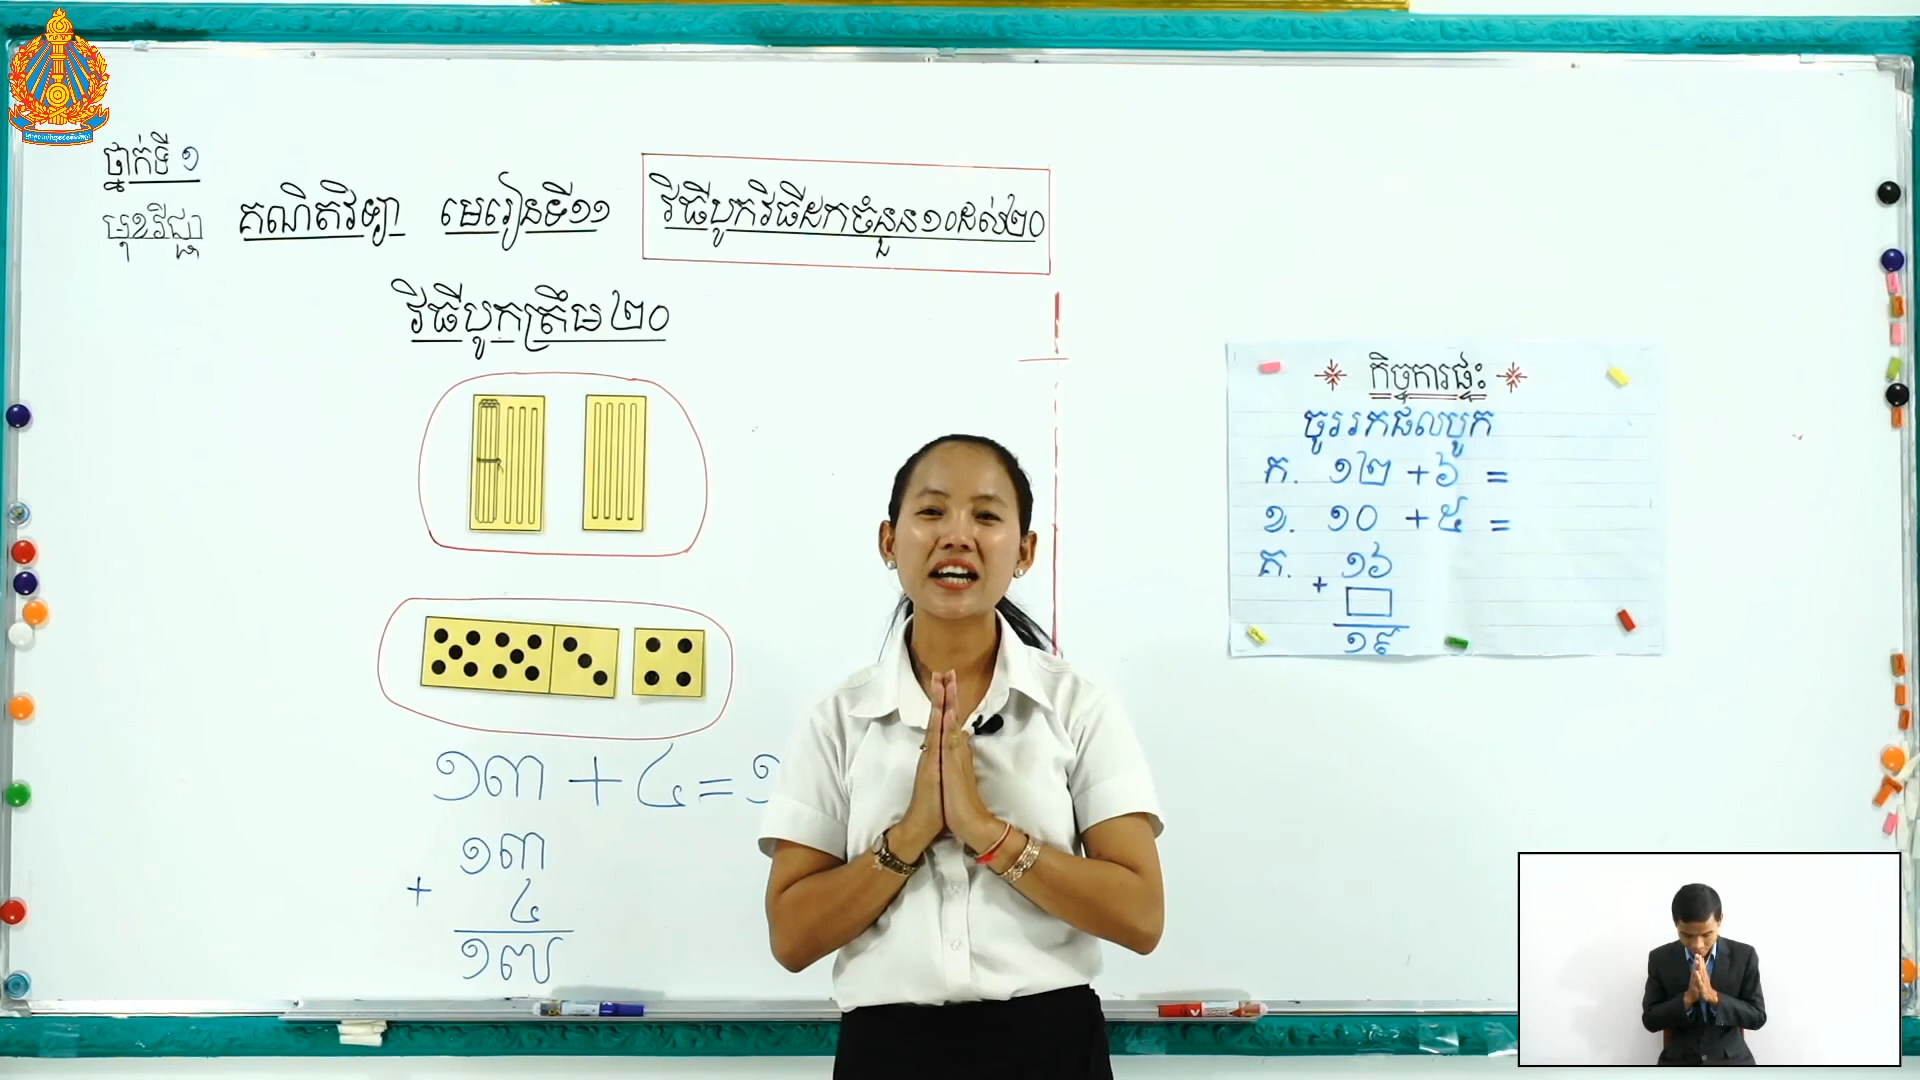 ថ្នាក់ទី ១
មុខវិជ្ជា គណិតវិទ្យា មេរៀនទី១១ វិធីបូកវិធីដកចំនួន១០ដល់២០
វិធីបូកត្រឹម ២០
១៣ + ៤ = ១
១៣
+ ៤
១៧
កិច្ចការផ្ទះ
ចូររកផលបូក
ក. ១២ + ៦ =
ខ. ១០ + ៥ =
គ. ១៦
+
១៩